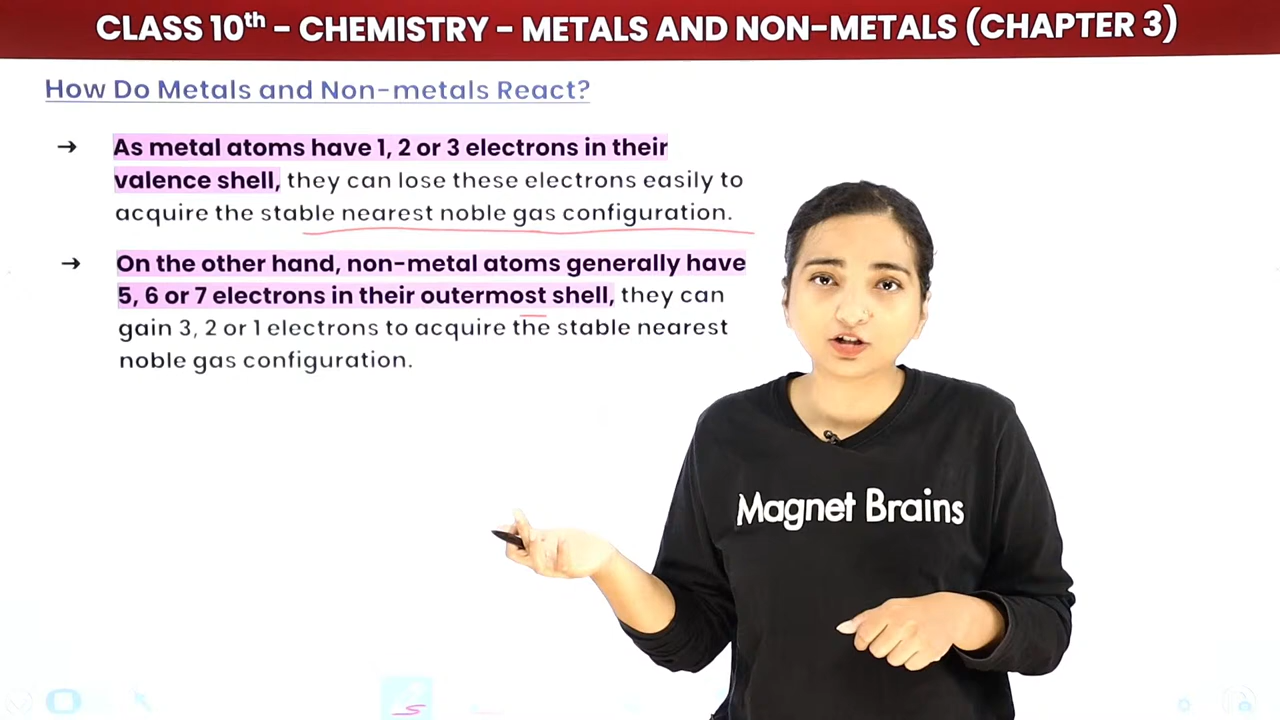 CLASS 10th - CHEMISTRY - METALS AND NON-METALS (CHAPTER 3)
How Do Metals and Non-metals React?
→ As metal atoms have 1, 2 or 3 electrons in their
valence shell, they can lose these electrons easily to
acquire the stable nearest noble gas configuration.
→ On the other hand, non-metal atoms generally have
5, 6 or 7 electrons in their outermost shell, they can
gain 3, 2 or 1 electrons to acquire the stable nearest
noble gas configuration.
Magnet Brains